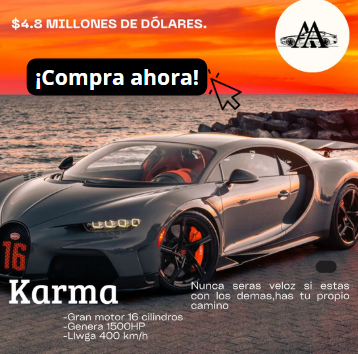 $4.8 MILLONES DE DÓLARES.
¡Compra ahora!
16
Karma
Nunca seras veloz si estas
con los demas,has tu propio
camino
-Gran motor 16 cilindros
-Genera 1500HP
-Llwga 400 km/h